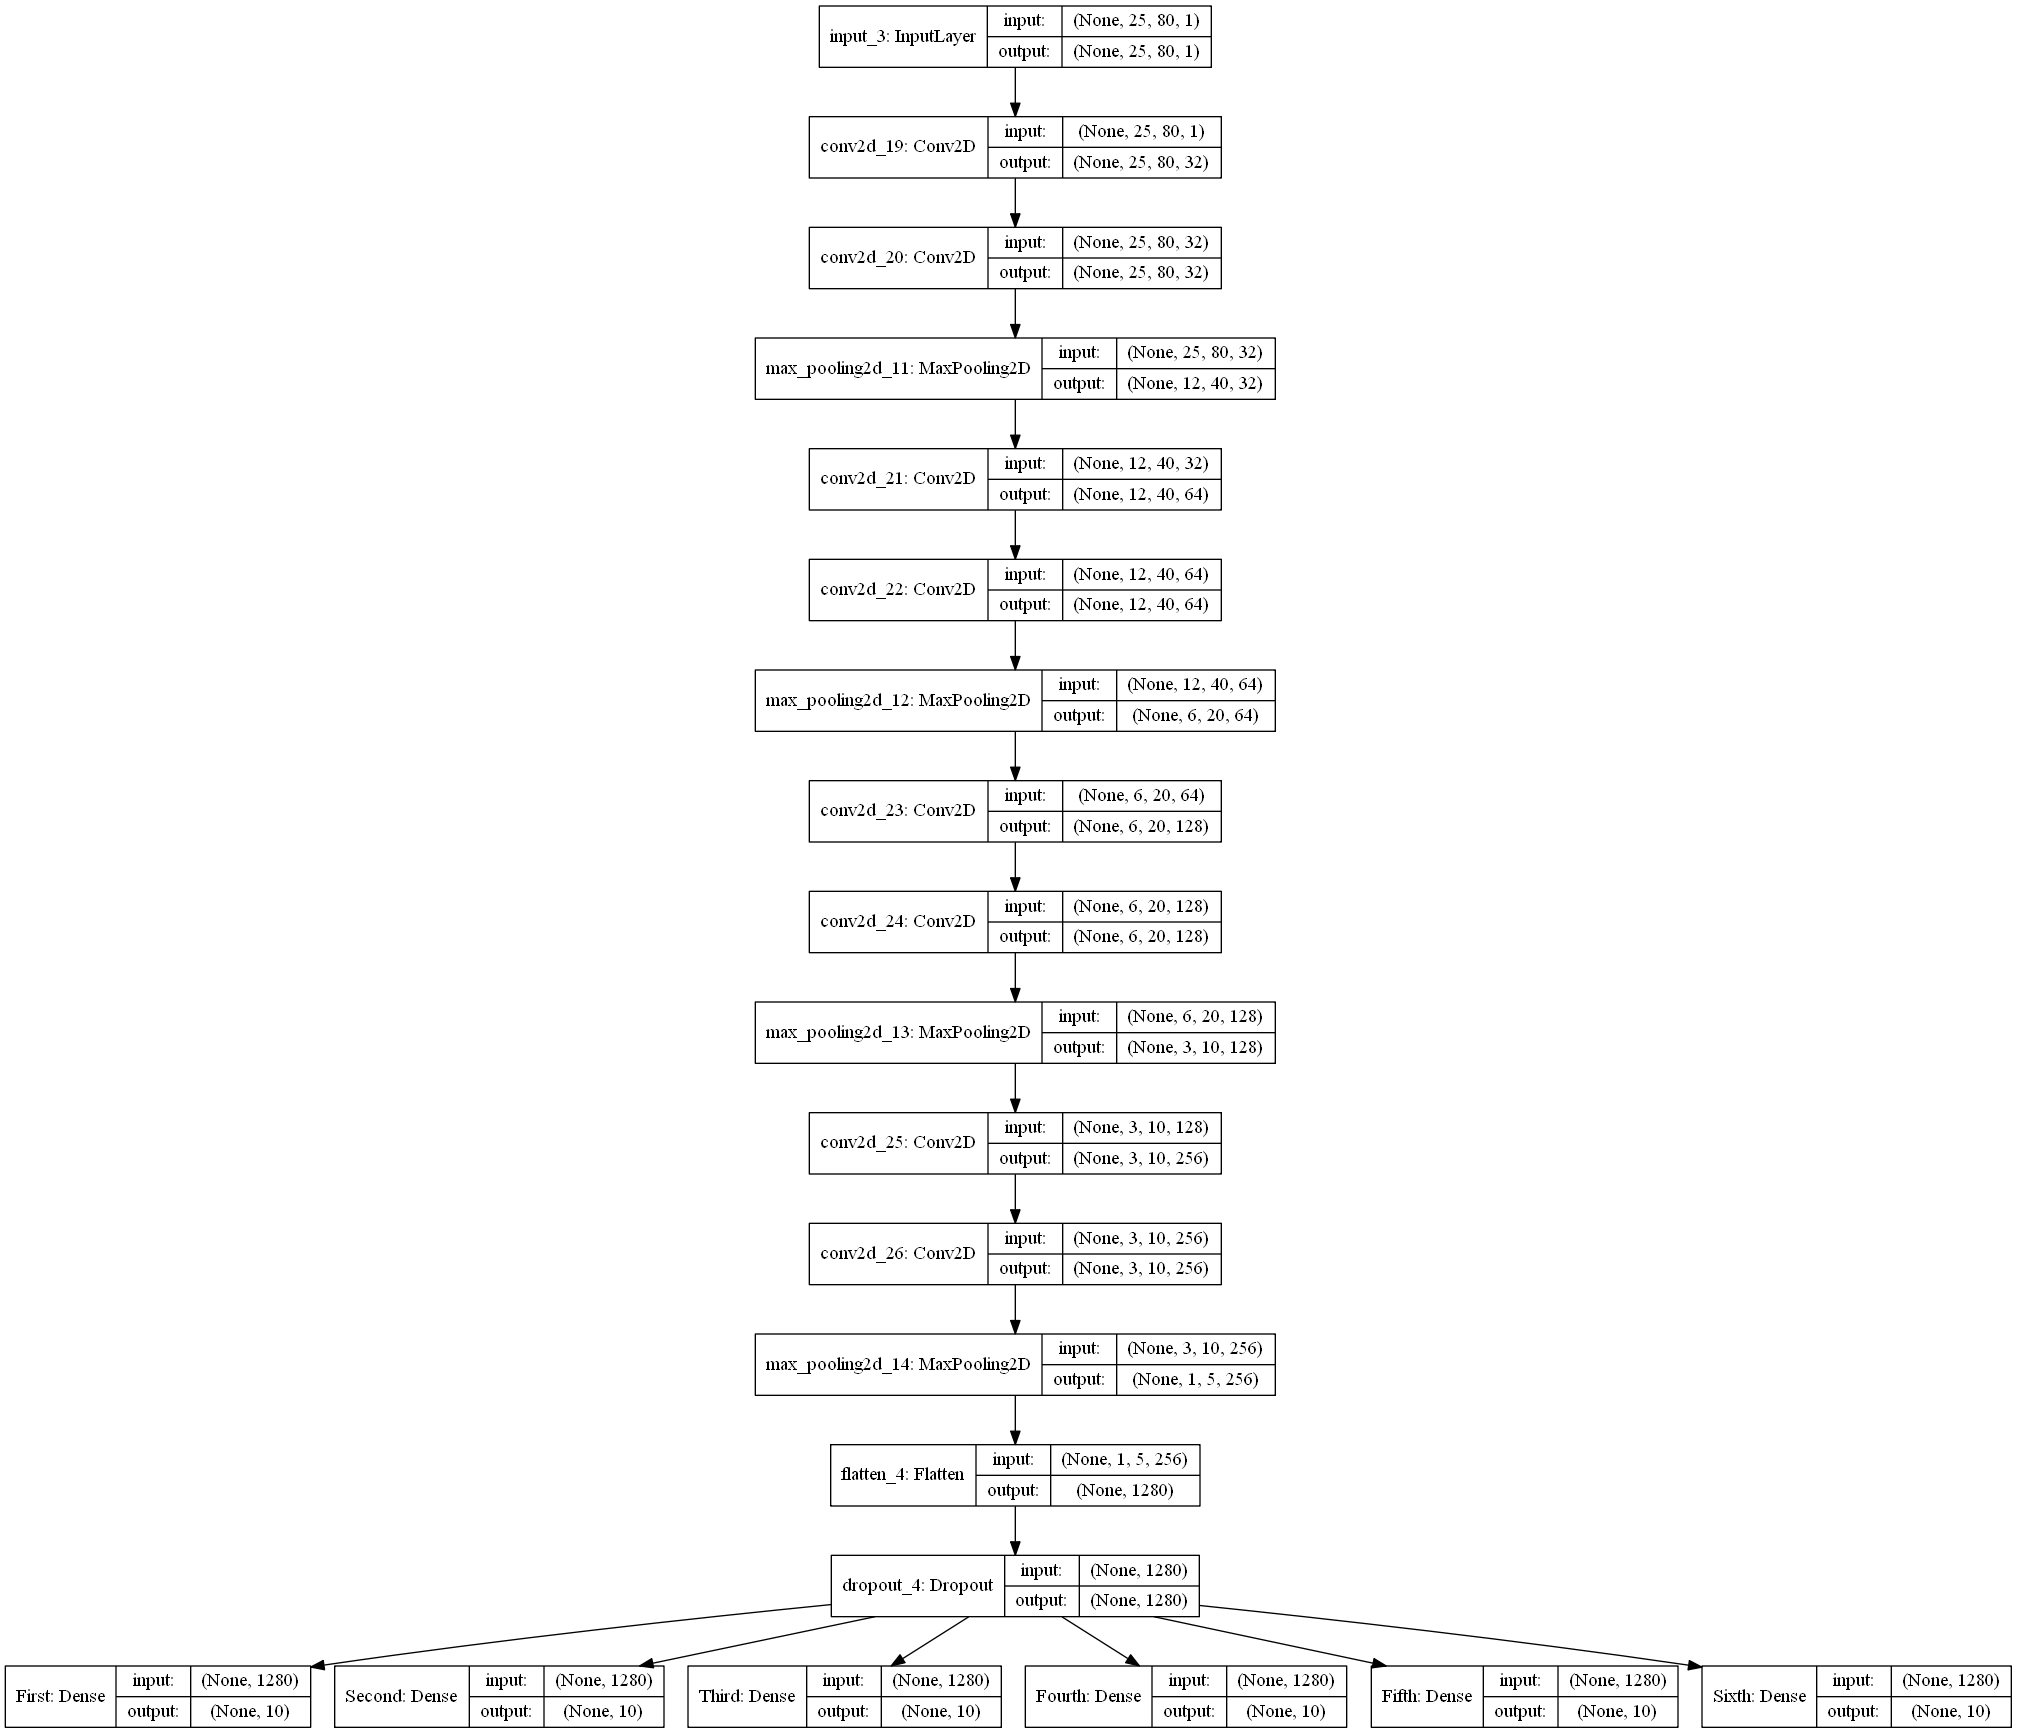 input_3: InputLayer
input: (None, 25, 80, 1)
output: (None, 25, 80, 1)
conv2d_19: Conv2D
input: (None, 25, 80, 1)
output: (None, 25, 80, 32)
conv2d_20: Conv2D
input: (None, 25, 80, 32)
output: (None, 25, 80, 32)
max_pooling2d_11: MaxPooling2D
input: (None, 25, 80, 32)
output: (None, 12, 40, 32)
conv2d_21: Conv2D
input: (None, 12, 40, 32)
output: (None, 12, 40, 64)
conv2d_22: Conv2D
input: (None, 12, 40, 64)
output: (None, 12, 40, 64)
max_pooling2d_12: MaxPooling2D
input: (None, 12, 40, 64)
output: (None, 6, 20, 64)
conv2d_23: Conv2D
input: (None, 6, 20, 64)
output: (None, 6, 20, 128)
conv2d_24: Conv2D
input: (None, 6, 20, 128)
output: (None, 6, 20, 128)
max_pooling2d_13: MaxPooling2D
input: (None, 6, 20, 128)
output: (None, 3, 10, 128)
conv2d_25: Conv2D
input: (None, 3, 10, 128)
output: (None, 3, 10, 256)
conv2d_26: Conv2D
input: (None, 3, 10, 256)
output: (None, 3, 10, 256)
max_pooling2d_14: MaxPooling2D
input: (None, 3, 10, 256)
output: (None, 1, 5, 256)
flatten_4: Flatten
input: (None, 1, 5, 256)
output: (None, 1280)
dropout_4: Dropout
input: (None, 1280)
output: (None, 1280)
First: Dense
input: (None, 1280)
output: (None, 10)
Second: Dense
input: (None, 1280)
output: (None, 10)
Third: Dense
input: (None, 1280)
output: (None, 10)
Fourth: Dense
input: (None, 1280)
output: (None, 10)
Fifth: Dense
input: (None, 1280)
output: (None, 10)
Sixth: Dense
input: (None, 1280)
output: (None, 10)